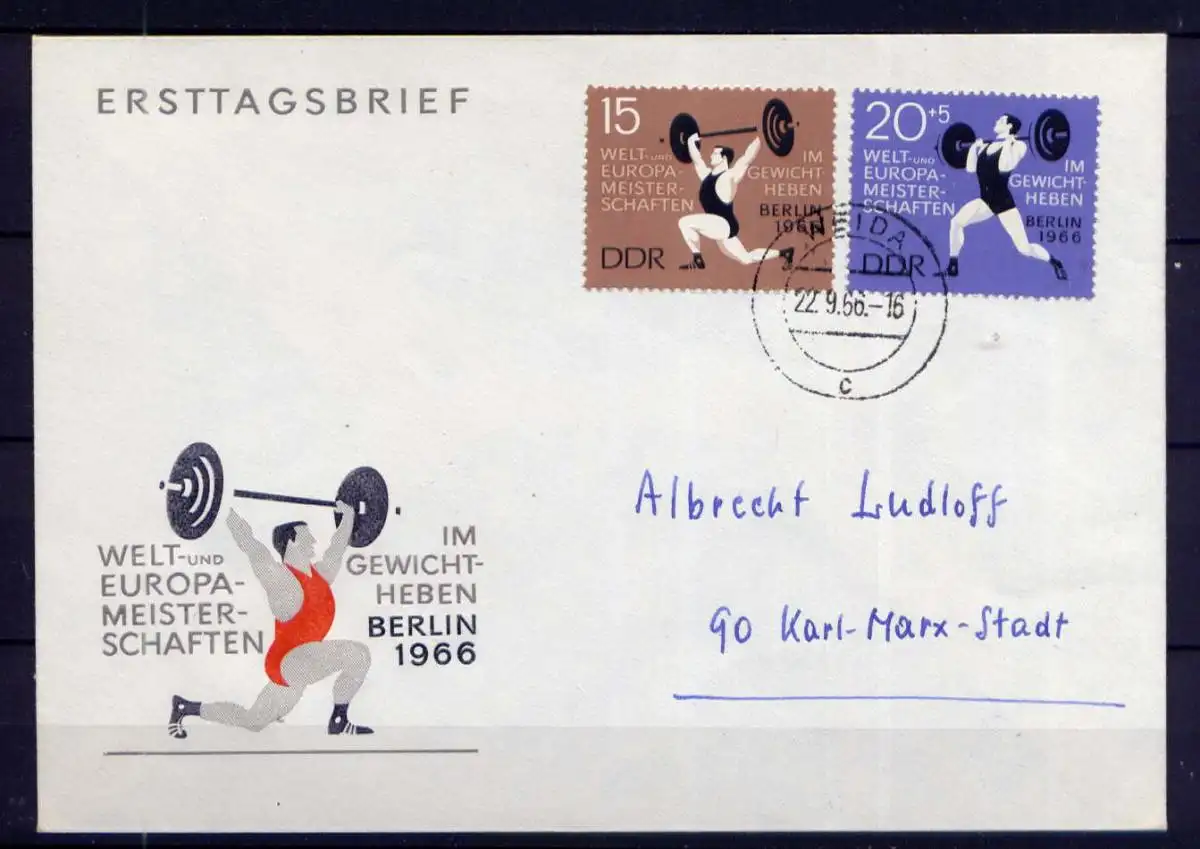 ERSTTAGSBRIEF
15
WELT-UND
EUROPA-
MEISTER-
SCHAFTEN
IM
GEWICHT-
HEBEN
BERLIN
1966
DDR
20+5
WELT-UND
EUROPA-
MEISTER-
SCHAFTEN
IM
GEWICHT-
HEBEN
BERLIN
1966
DDR
WEIDA
22.9.66.-16
c
Albrecht Ludloff
90 Karl-Marx-Stadt
WELT-UND
EUROPA-
MEISTER-
SCHAFTEN
IM
GEWICHT-
HEBEN
BERLIN
1966